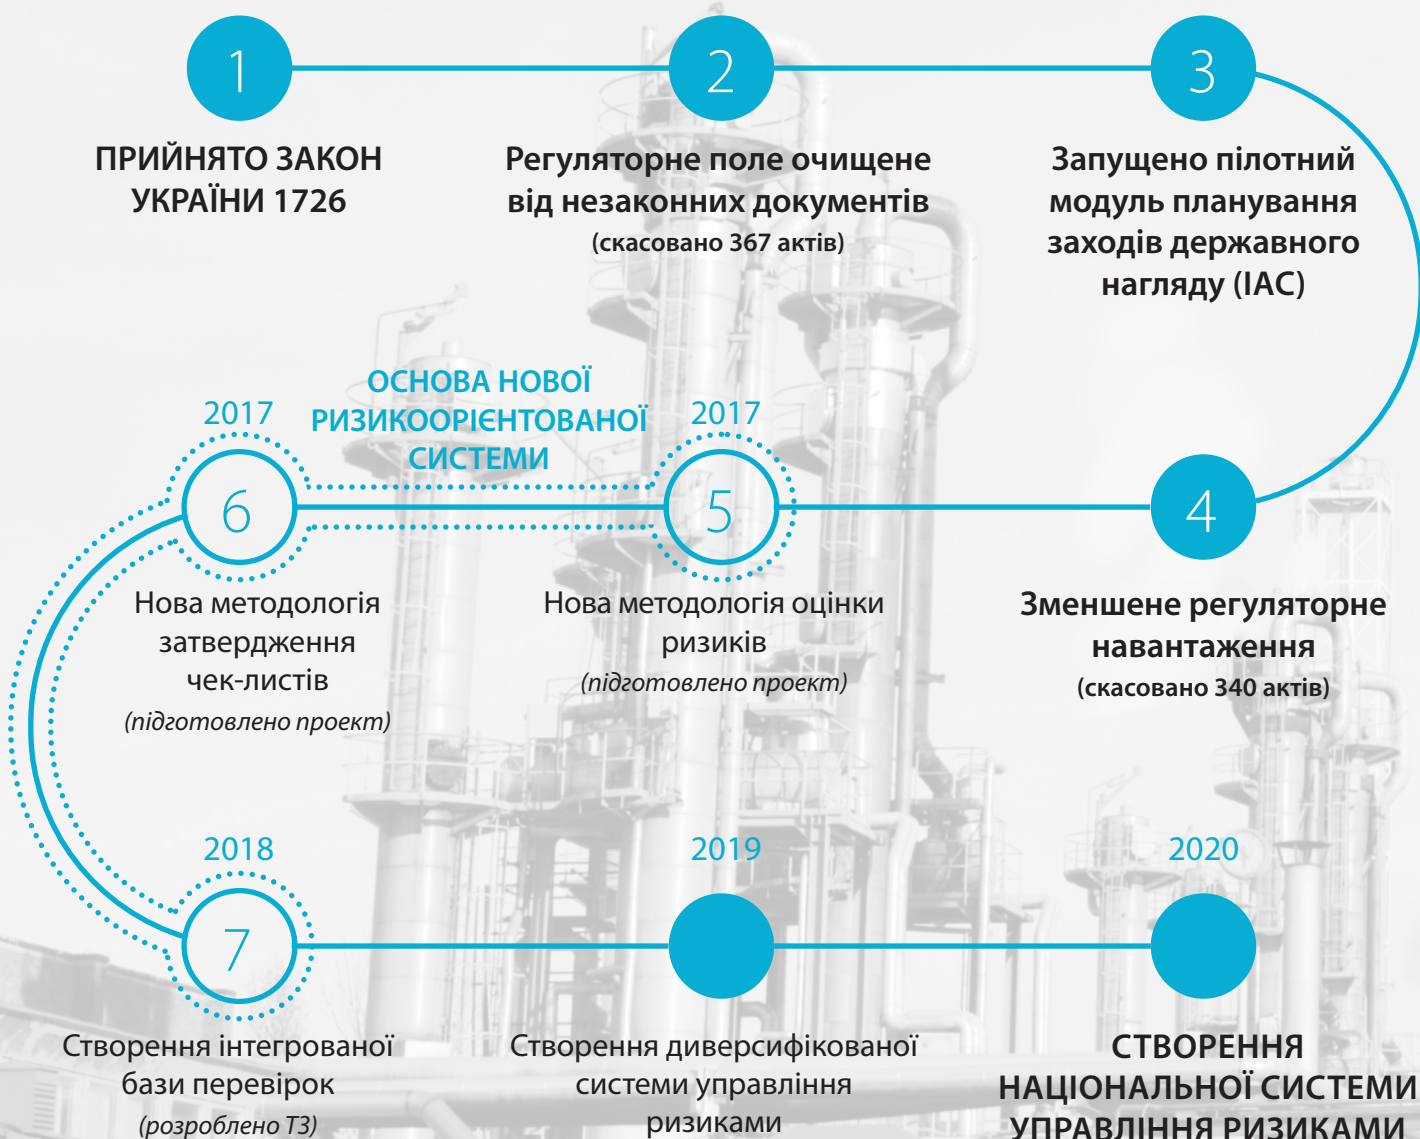 1
2
3
ПРИЙНЯТО ЗАКОН
УКРАЇНИ 1726
Регуляторне поле очищене
від незаконних документів
(скасовано 367 актів)
Запущено пілотний
модуль планування
заходів державного
нагляду (ІАС)
ОСНОВА НОВОЇ
РИЗИКООРІЄНТОВАНОЇ
СИСТЕМИ
2017
2017
6
5
4
Нова методологія
затвердження
чек-листів
(підготовлено проект)
Нова методологія оцінки
ризиків
(підготовлено проект)
Зменшене регуляторне
навантаження
(скасовано 340 актів)
2018
2019
2020
7
Створення інтегрованої
бази перевірок
(розроблено ТЗ)
Створення диверсифікованої
системи управління
ризиками
СТВОРЕННЯ
НАЦІОНАЛЬНОЇ СИСТЕМИ
УПРАВЛІННЯ РИЗИКАМИ